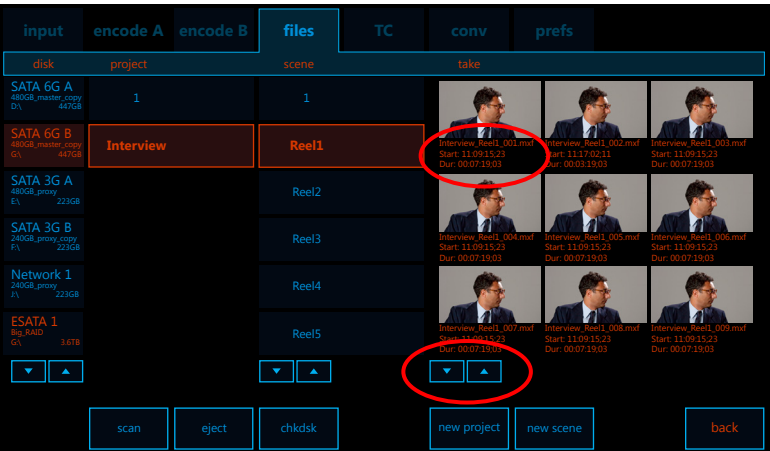 input encode A encode B files TC conv prefs
disk project scene take
SATA 6G A
480GB_master_copy
D:\ 447GB
1
1
SATA 6G B
480GB_master_copy
G:\ 447GB
Interview
Reel1
Interview_Reel1_001.mxf
Start: 11:09:15;23
Dur: 00:07:19;03
Interview_Reel1_002.mxf
Start: 11:17:02;11
Dur: 00:03:19;03
Interview_Reel1_003.mxf
Start: 11:09:15;23
Dur: 00:07:19;03
SATA 3G A
480GB_proxy
E:\ 223GB
Reel2
SATA 3G B
240GB_proxy_copy
F:\ 223GB
Reel3
Interview_Reel1_004.mxf
Start: 11:09:15;23
Dur: 00:07:19;03
Interview_Reel1_005.mxf
Start: 11:09:15;23
Dur: 00:07:19;03
Interview_Reel1_006.mxf
Start: 11:09:15;23
Dur: 00:07:19;03
Network 1
240GB_proxy
J:\ 223GB
Reel4
ESATA 1
Big_RAID
G:\ 3.6TB
Reel5
Interview_Reel1_007.mxf
Start: 11:09:15;23
Dur: 00:07:19;03
Interview_Reel1_008.mxf
Start: 11:09:15;23
Dur: 00:07:19;03
Interview_Reel1_009.mxf
Start: 11:09:15;23
Dur: 00:07:19;03
scan eject chkdsk new project new scene back